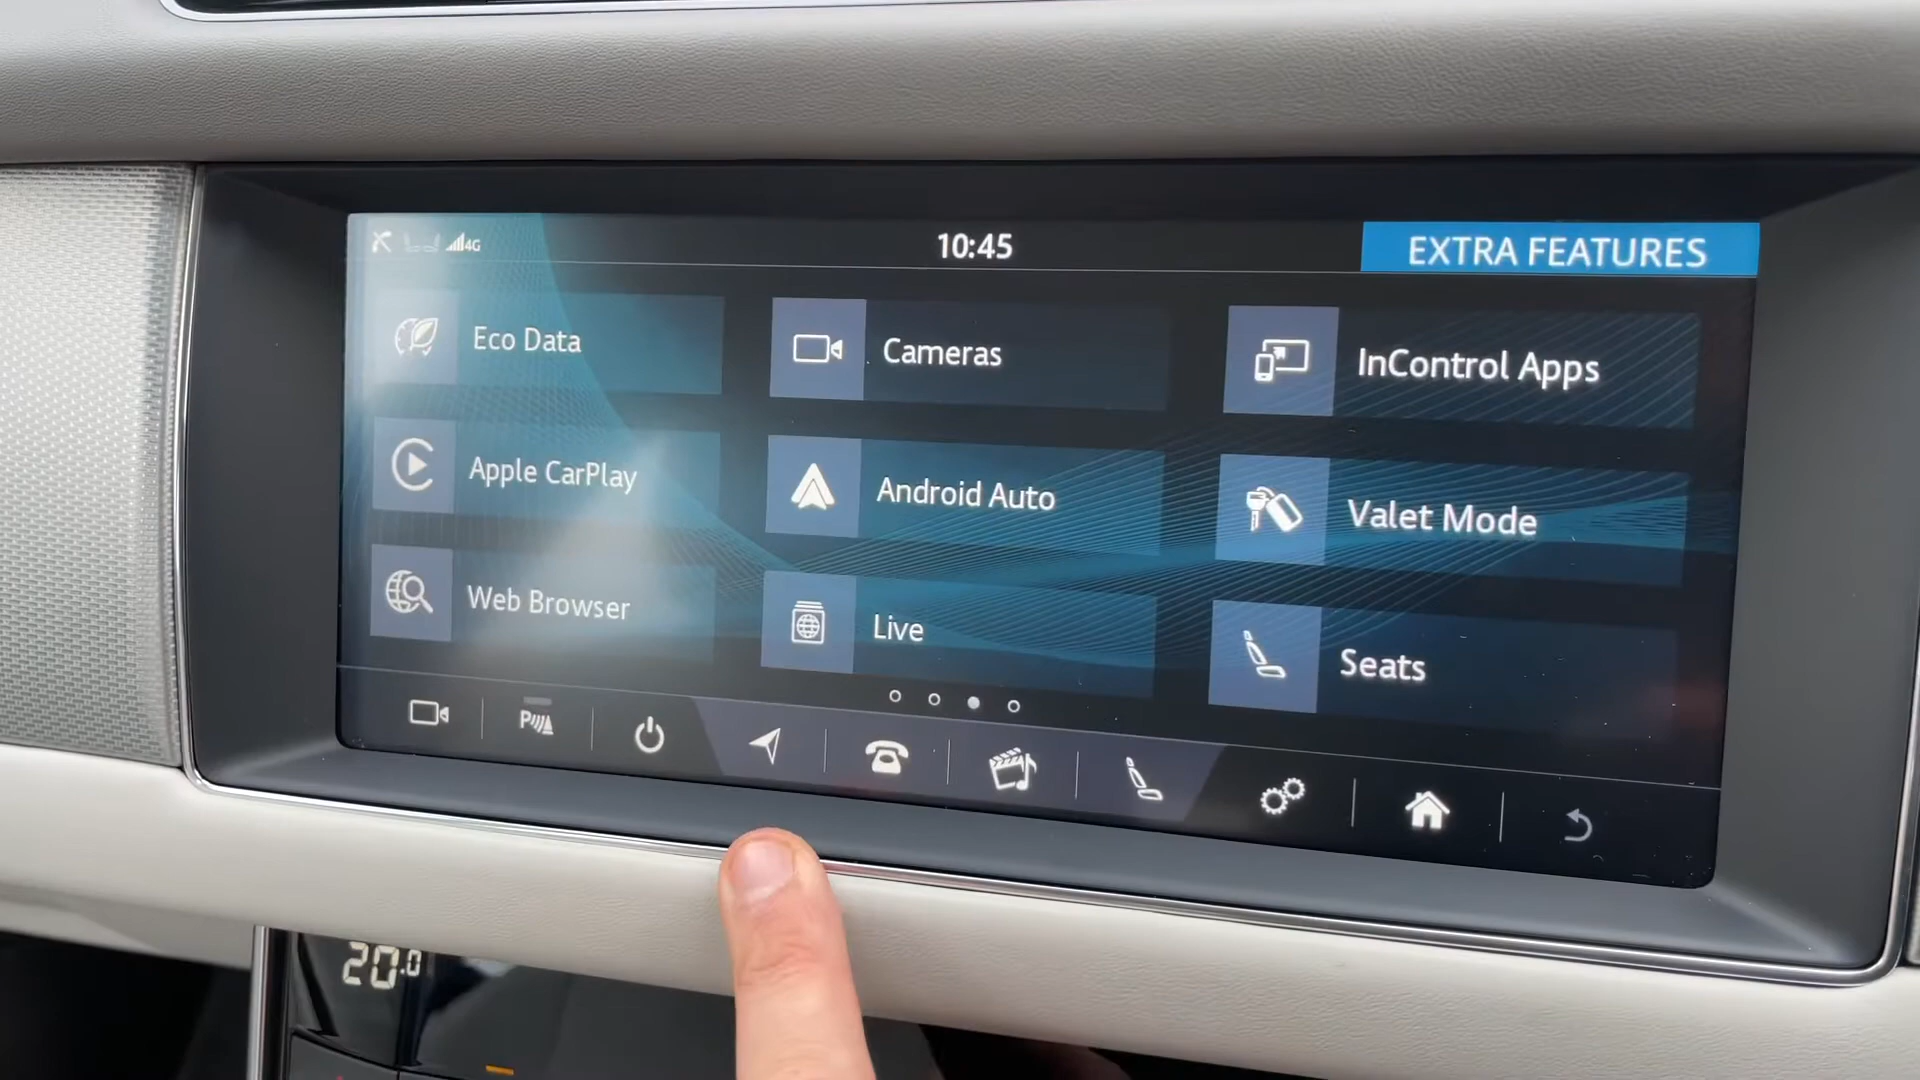 4G
10:45
EXTRA FEATURES
Eco Data
Cameras
InControl Apps
Apple CarPlay
Android Auto
Valet Mode
Web Browser
Live
Seats
P
20.0